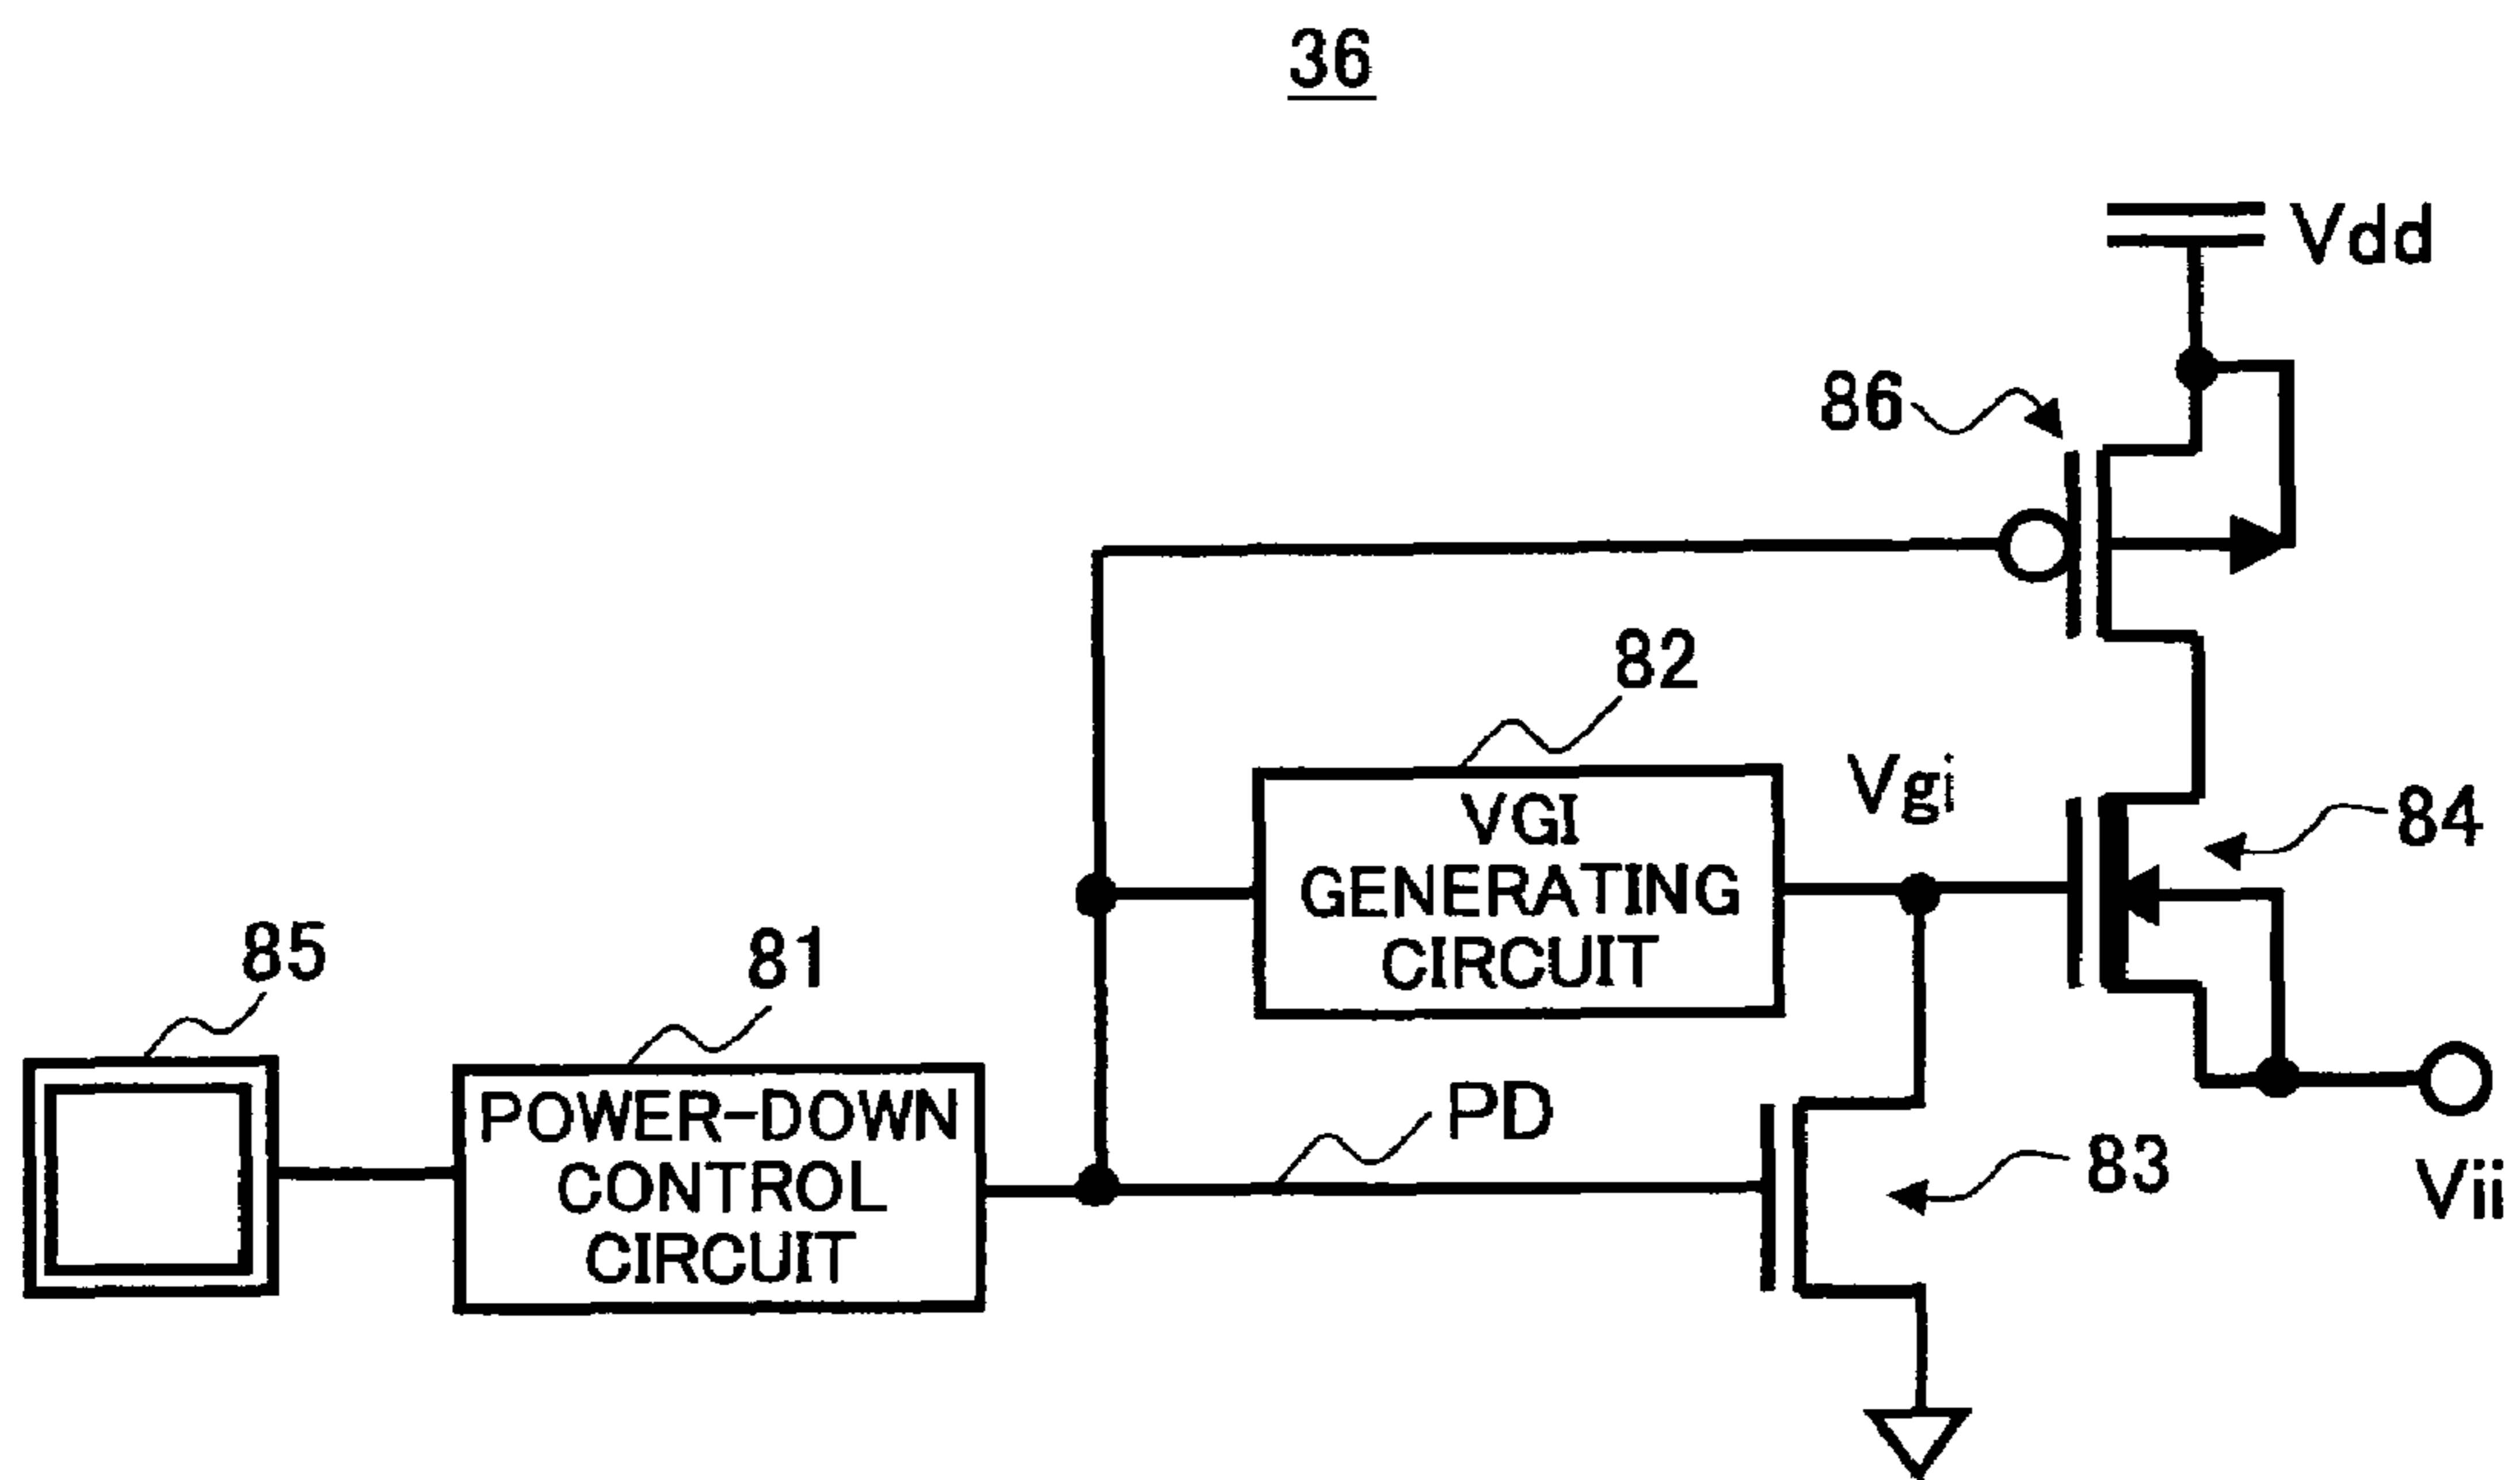 36
Vdd
86
82
Vgi
84
VGI
GENERATING
CIRCUIT
85
81
POWER-DOWN
CONTROL
CIRCUIT
PD
83
Vii